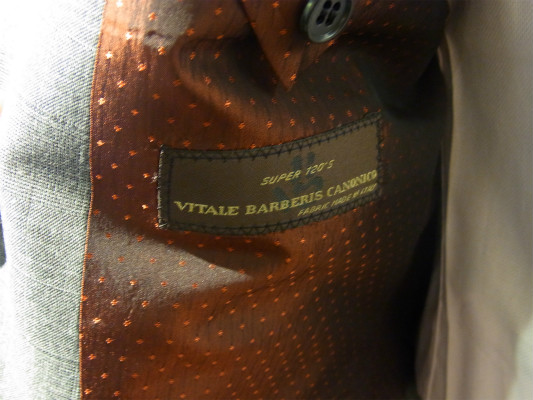 SUPER 120'S
VITALE BARBERIS CANONICO
FABRIC MADE IN ITALY